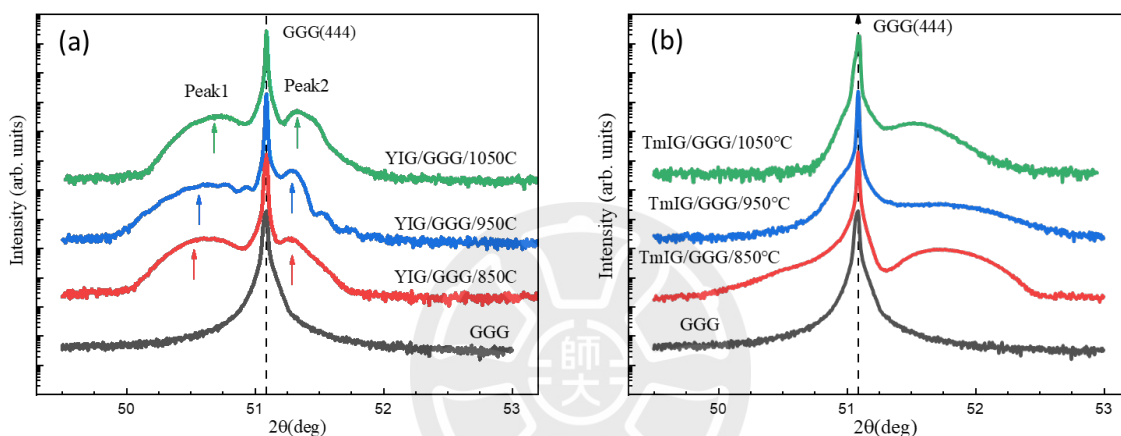 (a)
GGG(444)
Peak1
Peak2
YIG/GGG/1050C
YIG/GGG/950C
YIG/GGG/850C
GGG
Intensity (arb. units)
50
51
52
53
2θ(deg)
(b)
GGG(444)
TmIG/GGG/1050°C
TmIG/GGG/950°C
TmIG/GGG/850°C
GGG
Intensity (arb. units)
50
51
52
53
2θ(deg)
師大